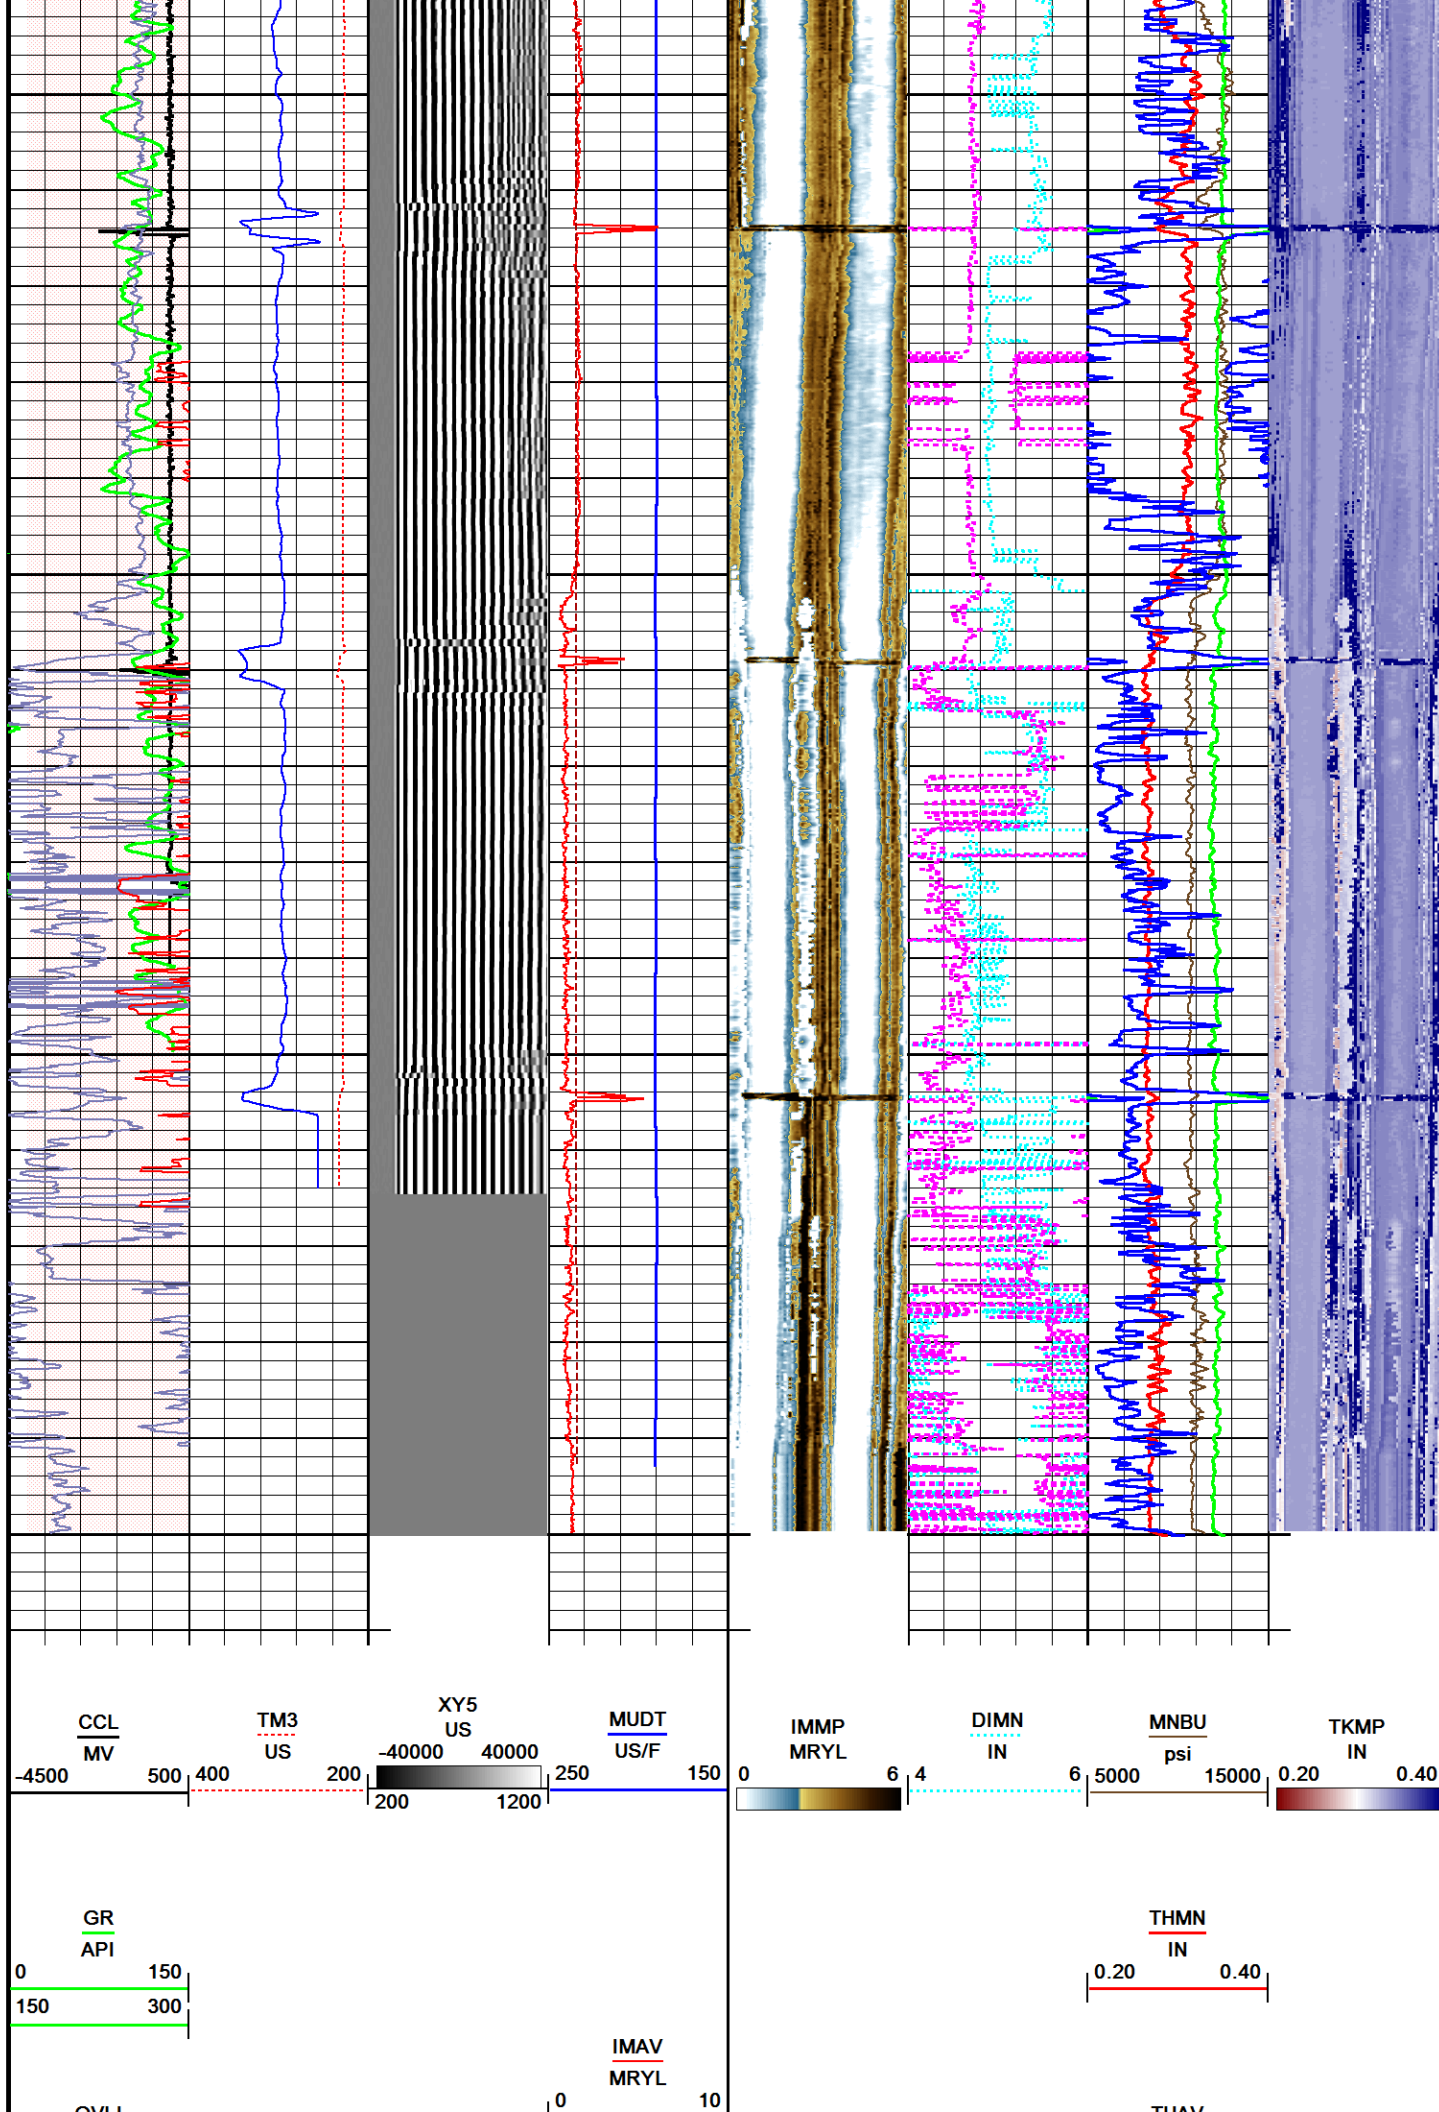 CCL TM3 XY5 MUDT IMMP DIMN MNBU TKMP
MV US US US/F MRYL IN psi IN
-4500 500 400 200 -40000 40000 250 150 0 6 4 6 5000 15000 0.20 0.40
200 1200
GR THMN
API IN
0 150 0.20 0.40
150 300
IMAV
MRYL
0 10